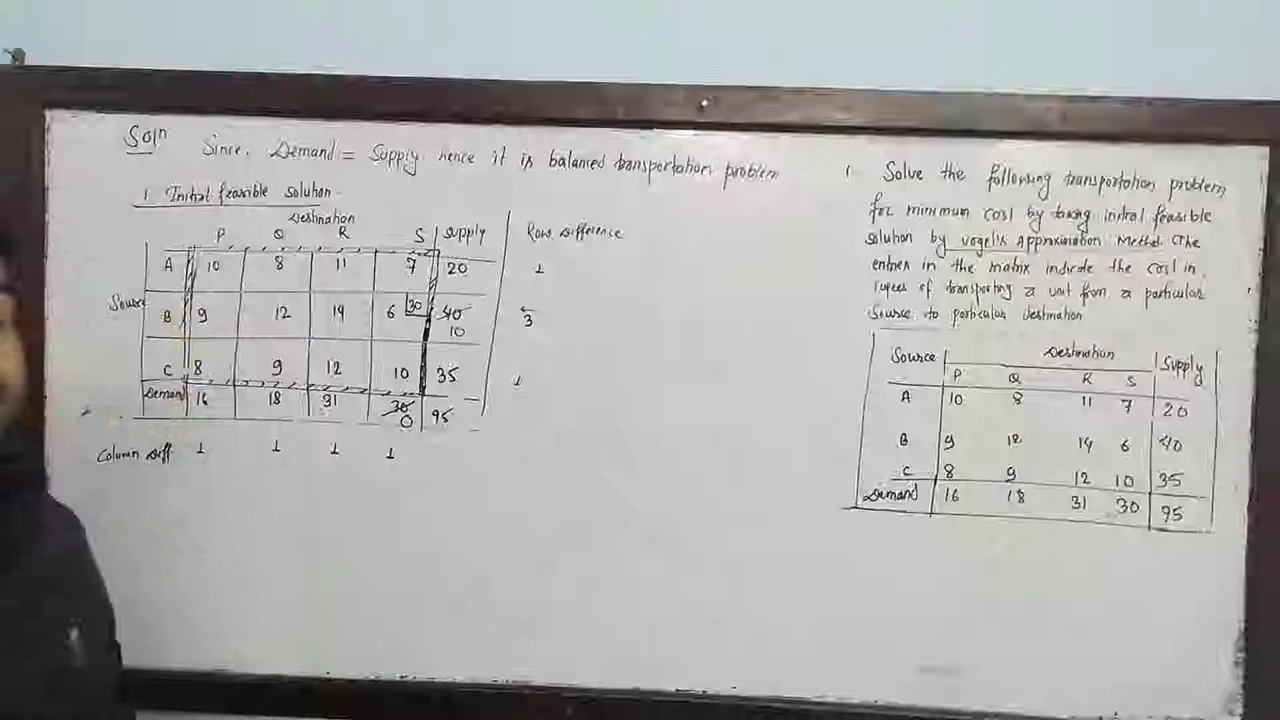 Solⁿ Since, Demand = Supply hence it is balanced transportation problem
1 Initial feasible solution
Destination
P Q R S Supply Row Difference
A 10 8 11 7 20 1
Source B 9 12 14 6 30 40 3
10
C 8 9 12 10 35 1
Demand 16 18 31 30 95
0
Column Diff. 1 1 1 1
1. Solve the following transportation problem
for minimum cost by initial feasible
solution by vogel's Approximation Method (The
entries in the matrix indicate the cost in
rupees of transporting a unit from a particular
Source to particular destination
Source Destination Supply
P Q R S
A 10 8 11 7 20
B 9 12 14 6 40
C 8 9 12 10 35
Demand 16 18 31 30 95